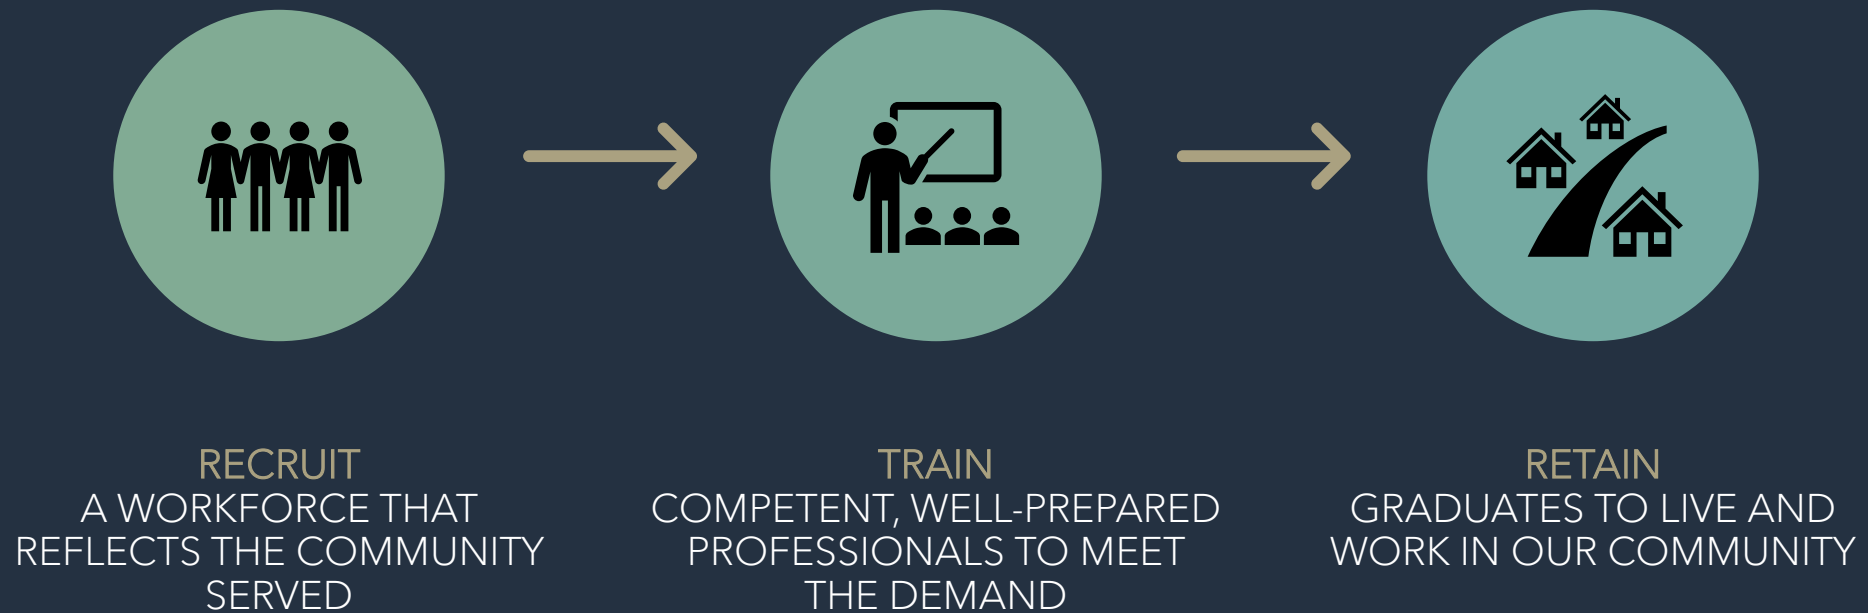 RECRUIT
A WORKFORCE THAT
REFLECTS THE COMMUNITY
SERVED
TRAIN
COMPETENT, WELL-PREPARED
PROFESSIONALS TO MEET
THE DEMAND
RETAIN
GRADUATES TO LIVE AND
WORK IN OUR COMMUNITY